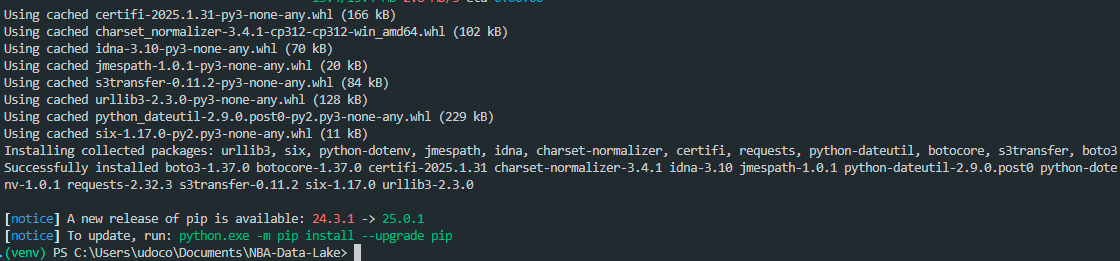 Using cached certifi-2025.1.31-py3-none-any.whl (166 kB)
Using cached charset_normalizer-3.4.1-cp312-cp312-win_amd64.whl (102 kB)
Using cached idna-3.10-py3-none-any.whl (70 kB)
Using cached jmespath-1.0.1-py3-none-any.whl (20 kB)
Using cached s3transfer-0.11.2-py3-none-any.whl (84 kB)
Using cached urllib3-2.3.0-py3-none-any.whl (128 kB)
Using cached python_dateutil-2.9.0.post0-py2.py3-none-any.whl (229 kB)
Using cached six-1.17.0-py2.py3-none-any.whl (11 kB)
Installing collected packages: urllib3, six, python-dotenv, jmespath, idna, charset-normalizer, certifi, requests, python-dateutil, botocore, s3transfer, boto3
Successfully installed boto3-1.37.0 botocore-1.37.0 certifi-2025.1.31 charset-normalizer-3.4.1 idna-3.10 jmespath-1.0.1 python-dateutil-2.9.0.post0 python-dote
nv-1.0.1 requests-2.32.3 s3transfer-0.11.2 six-1.17.0 urllib3-2.3.0
[notice] A new release of pip is available: 24.3.1 -> 25.0.1
[notice] To update, run: python.exe -m pip install --upgrade pip
(venv) PS C:\Users\udoco\Documents\NBA-Data-Lake>